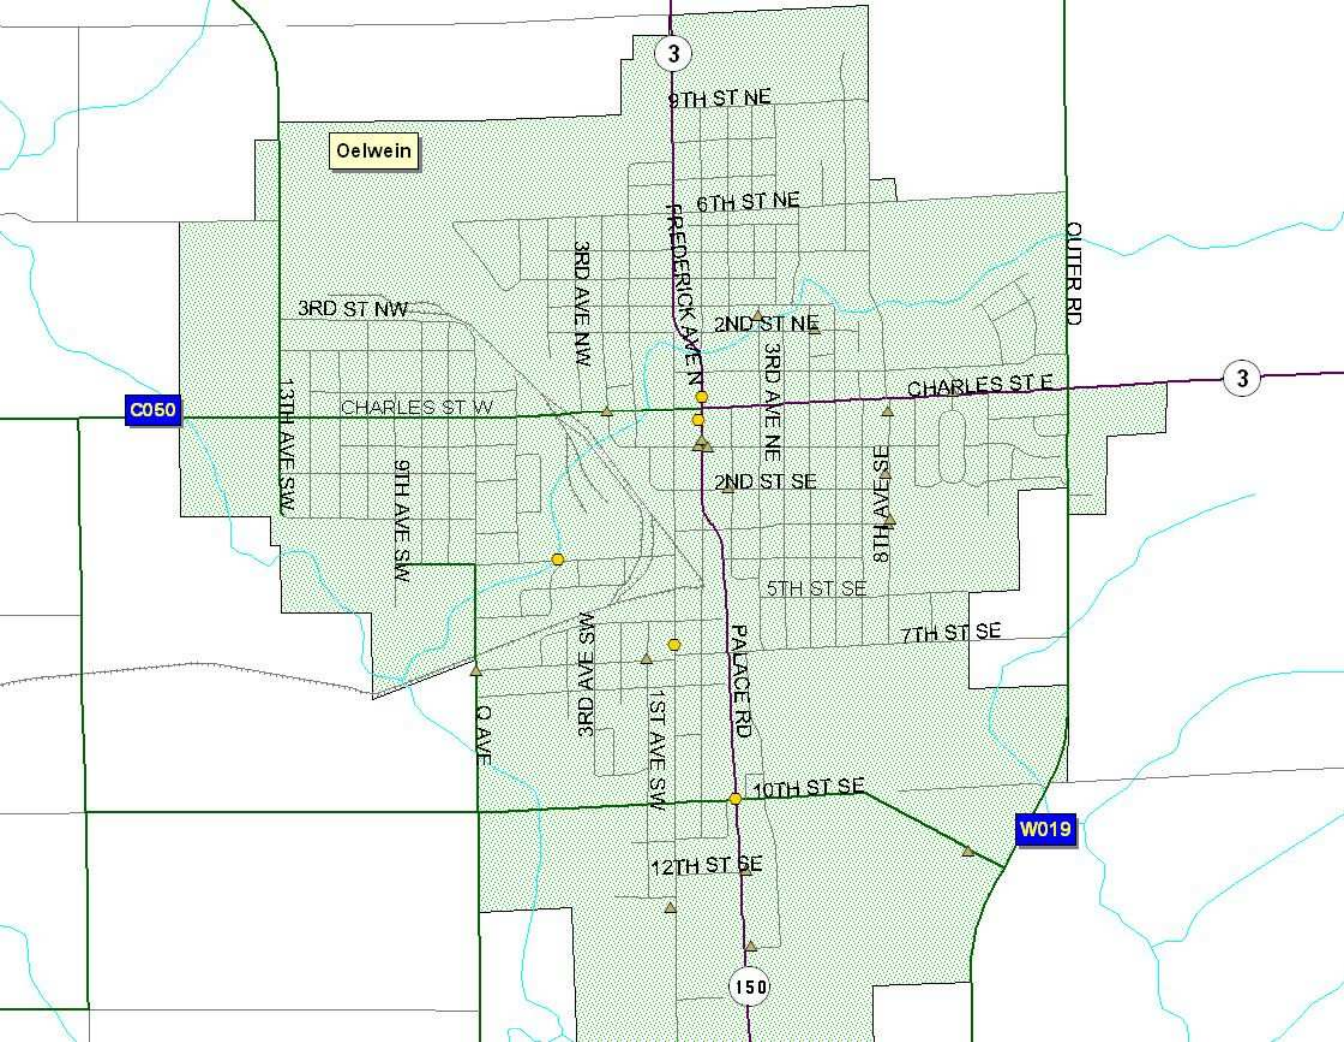 3
9TH ST NE
Oelwein
6TH ST NE
FREDERICK AVE N
OUTER RD
3RD AVE NW
3RD ST NW
2ND ST NE
3RD AVE NE
CHARLES ST E
3
C050
13TH AVE SW
CHARLES ST W
9TH AVE SW
2ND ST SE
8TH AVE SE
5TH ST SE
7TH ST SE
3RD AVE SW
PALACE RD
1ST AVE SW
Q AVE
10TH ST SE
W019
12TH ST SE
150